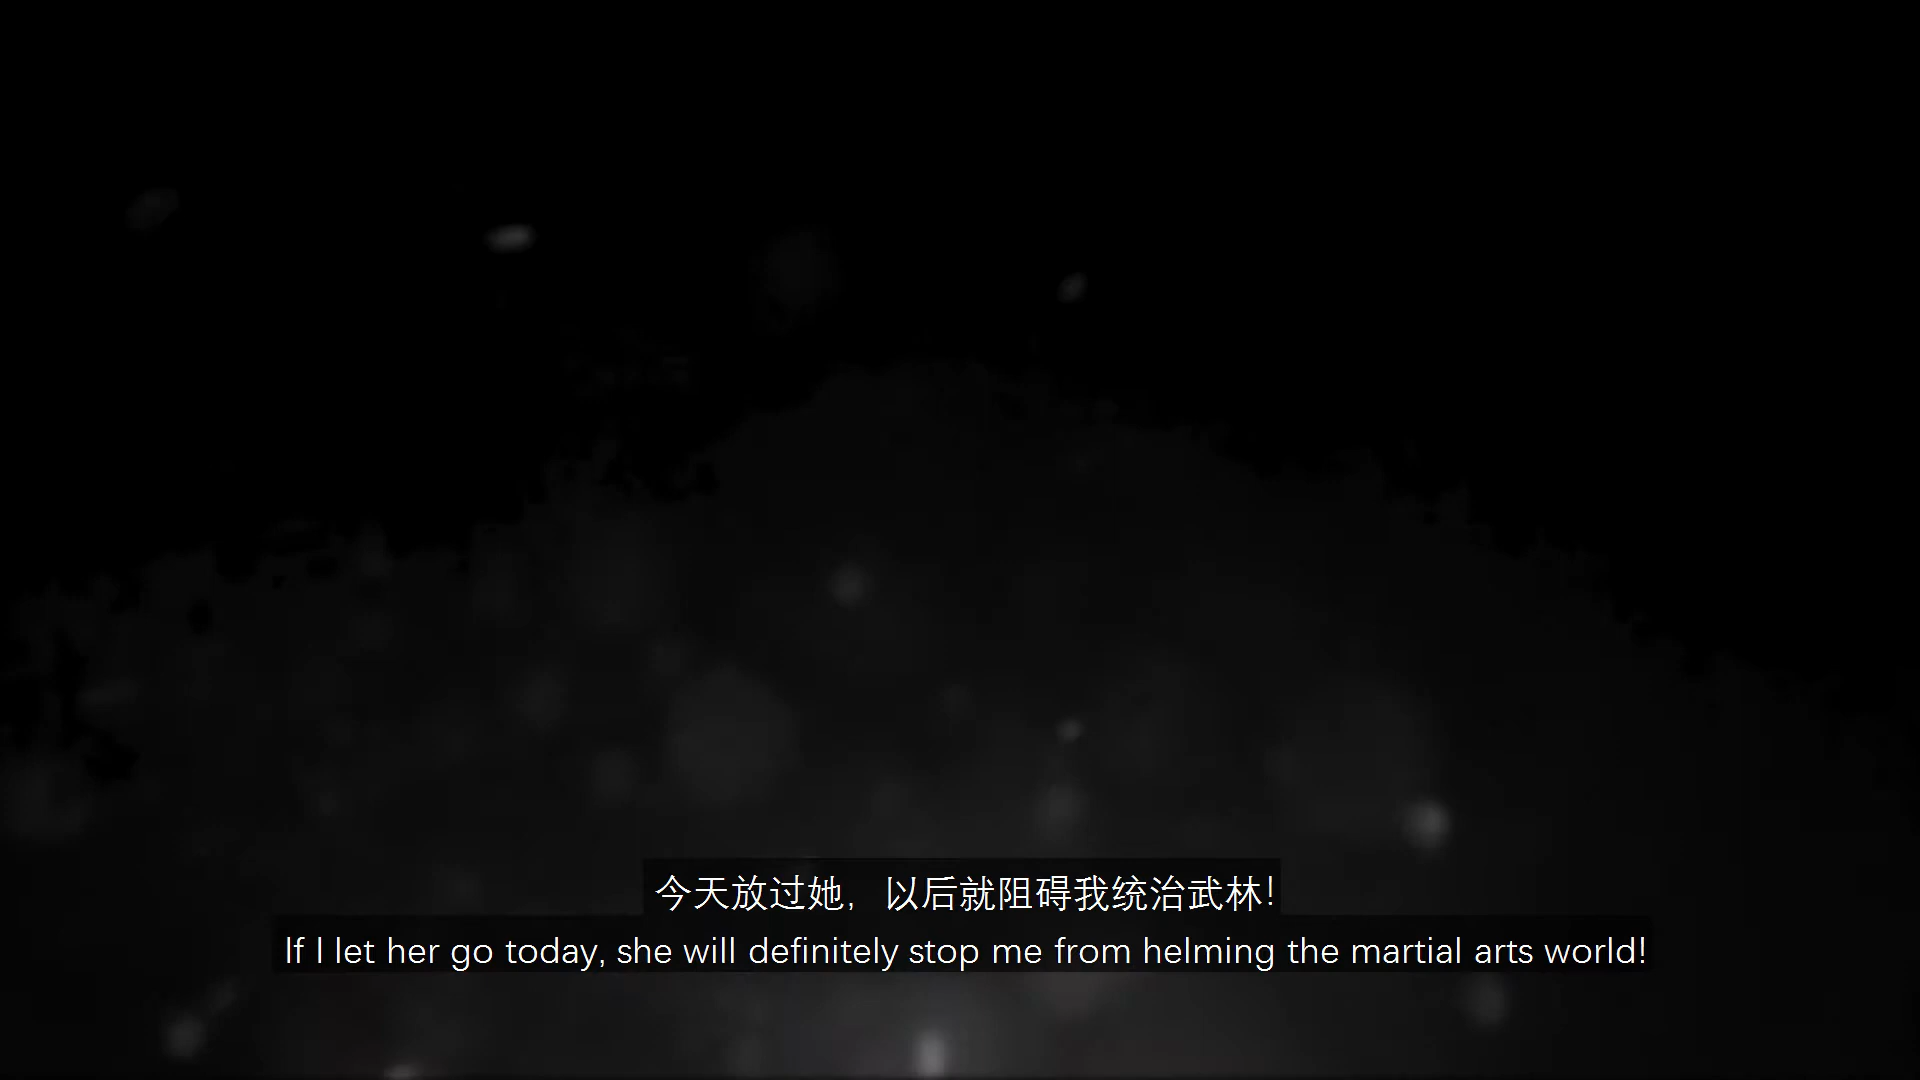 今天放过她，以后就阻碍我统治武林！
If I let her go today, she will definitely stop me from helming the martial arts world!